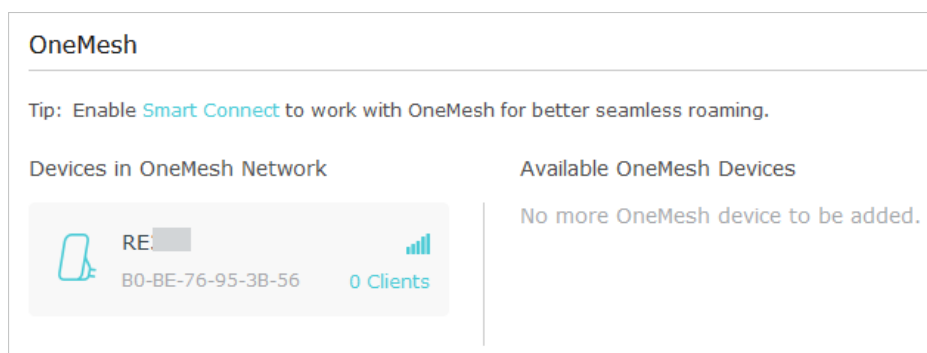 OneMesh
Tip: Enable Smart Connect to work with OneMesh for better seamless roaming.
Devices in OneMesh Network
RE
B0-BE-76-95-3B-56
0 Clients
Available OneMesh Devices
No more OneMesh device to be added.